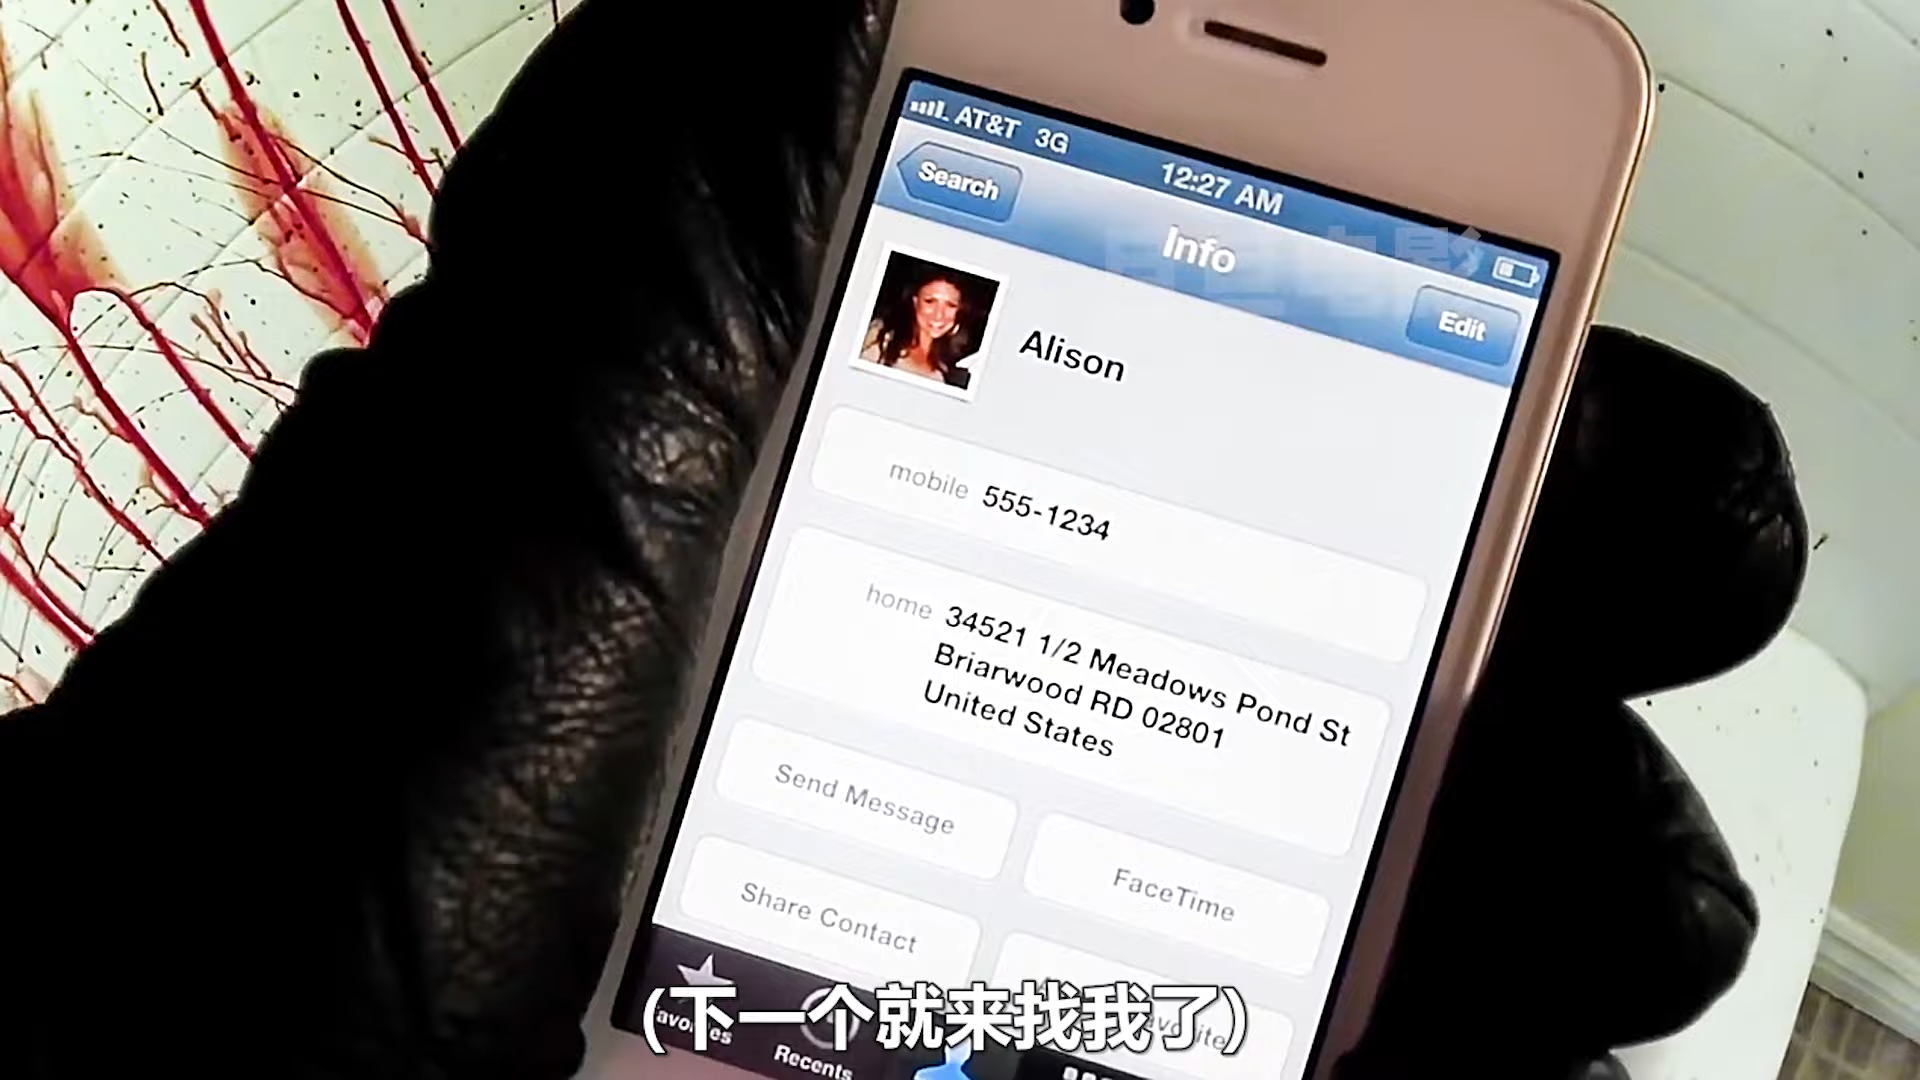 AT&T 3G 12:27 AM
Search
Info
Edit
Alison
mobile 555-1234
home 34521 1/2 Meadows Pond St
Briarwood RD 02801
United States
Send Message
FaceTime
Share Contact
Recents
(下一个就来找我了)